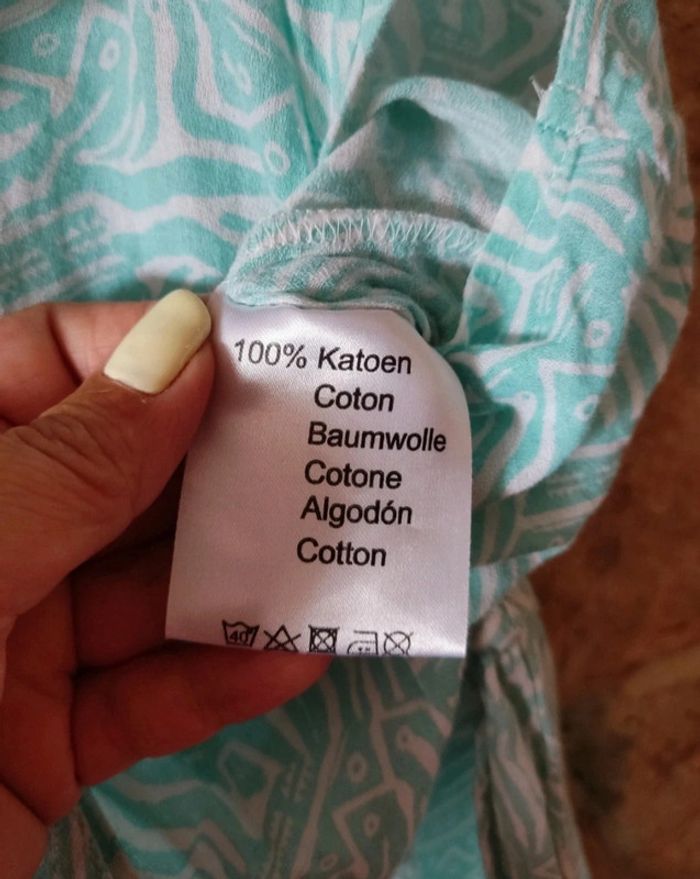 100% Katoen
Coton
Baumwolle
Cotone
Algodón
Cotton
40